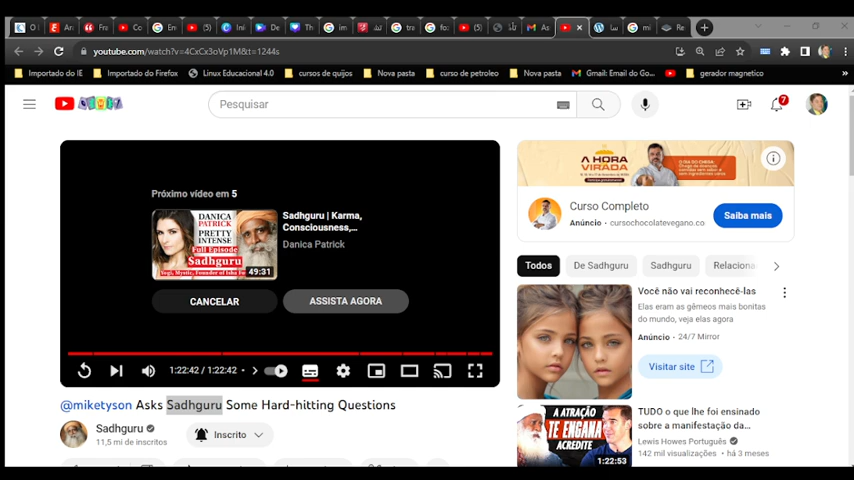 youtube.com/watch?v=4CxCx3oVp1M&t=1244s
Importado do IE
Importado do Firefox
Linux Educacional 4.0
cursos de quijos
Nova pasta
curso de petroleo
Nova pasta
Gmail: Email do Go...
gerador magnetico
Pesquisar
7
Próximo vídeo em 5
DANICA
PATRICK
PRETTY
INTENSE
Full Episode
Sadhguru
49:31
Sadhguru | Karma,
Consciousness,...
Danica Patrick
CANCELAR
ASSISTA AGORA
1:22:42 / 1:22:42
@miketyson Asks Sadhguru Some Hard-hitting Questions
Sadhguru
11,5 mi de inscritos
Inscrito
A HORA
VIRADA
Curso Completo
Anúncio · cursochocolatevegano.co
Saiba mais
Todos
De Sadhguru
Sadhguru
Relaciona
Você não vai reconhecê-las
Elas eram as gêmeos mais bonitas
do mundo, veja elas agora
Anúncio · 24/7 Mirror
Visitar site
A ATRAÇÃO
TE ENGANA
ACREDITE
1:22:53
TUDO o que lhe foi ensinado
sobre a manifestação da...
Lewis Howes Português
142 mil visualizações · há 3 meses